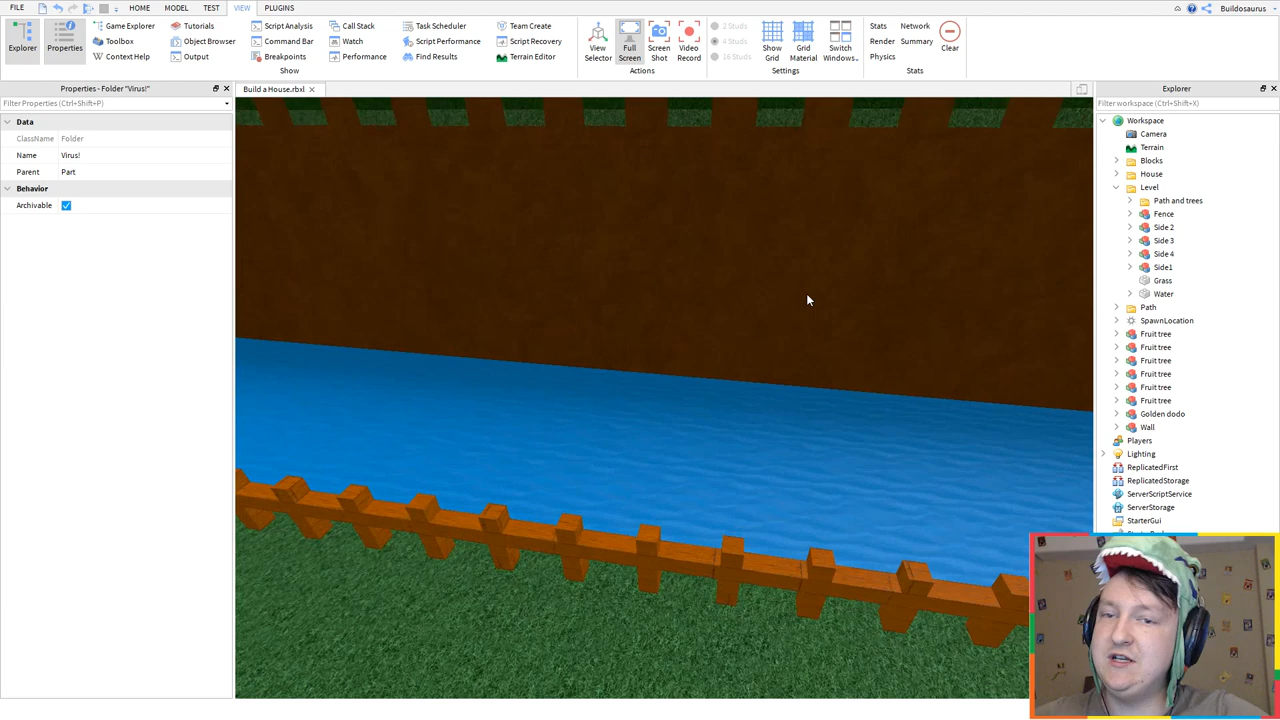 FILE
HOME
MODEL
TEST
VIEW
PLUGINS
Buildosaurus
Explorer
Properties
Game Explorer
Toolbox
Context Help
Tutorials
Object Browser
Output
Script Analysis
Command Bar
Breakpoints
Call Stack
Watch
Performance
Task Scheduler
Script Performance
Find Results
Team Create
Script Recovery
Terrain Editor
Show
View
Selector
Full
Screen
Screen
Shot
Video
Record
Actions
2 Studs
4 Studs
16 Studs
Show
Grid
Grid
Material
Switch
Windows
Settings
Stats
Render
Physics
Network
Summary
Clear
Stats
Properties - Folder "Virus!"
Filter Properties (Ctrl+Shift+P)
Data
ClassName Folder
Name Virus!
Parent Part
Behavior
Archivable
Build a House.rbxl
Explorer
Filter workspace (Ctrl+Shift+X)
Workspace
Camera
Terrain
Blocks
House
Level
Path and trees
Fence
Side 2
Side 3
Side 4
Side1
Grass
Water
Path
SpawnLocation
Fruit tree
Fruit tree
Fruit tree
Fruit tree
Fruit tree
Fruit tree
Golden dodo
Wall
Players
Lighting
ReplicatedFirst
ReplicatedStorage
ServerScriptService
ServerStorage
StarterGui